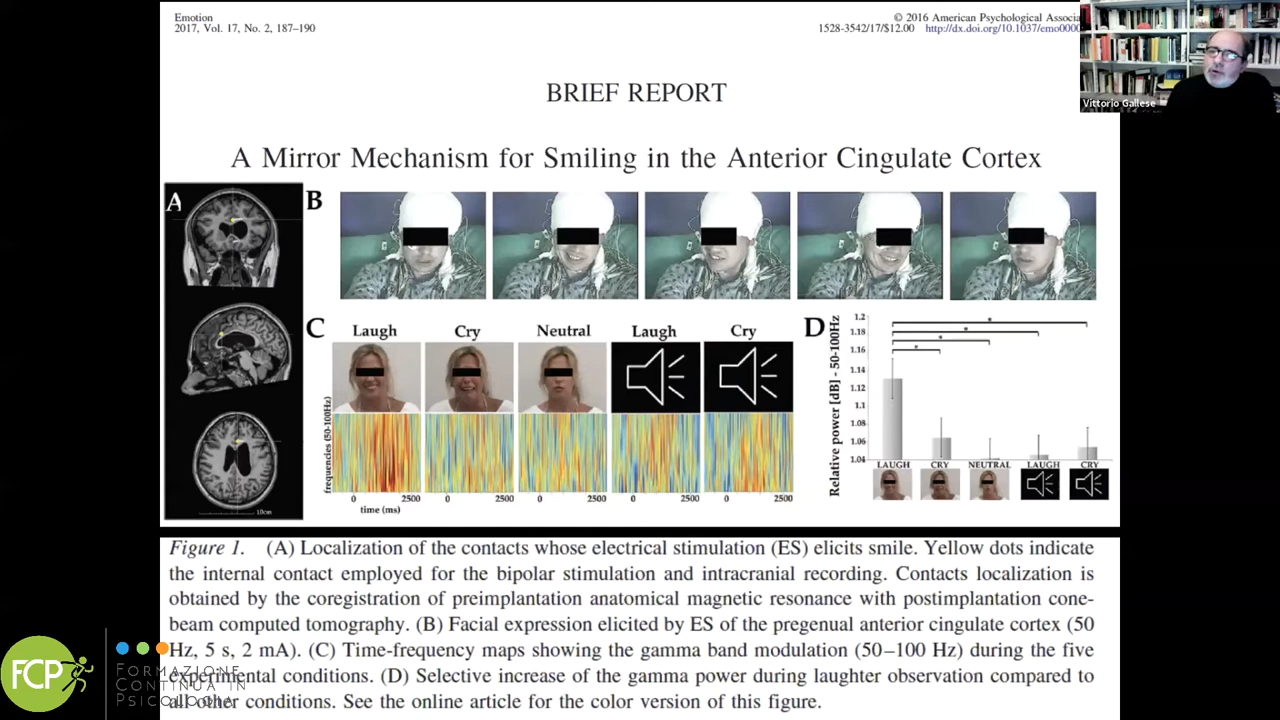 Emotion
2017, Vol. 17, No. 2, 187–190
© 2016 American Psychological Associa
1528-3542/17/$12.00 http://dx.doi.org/10.1037/emo0000
Vittorio Gallese
BRIEF REPORT
A Mirror Mechanism for Smiling in the Anterior Cingulate Cortex
A
10cm
B
C
Laugh Cry Neutral Laugh Cry
frequencies (50-100Hz)
0 2500 0 2500 0 2500 0 2500 0 2500
time (ms)
D
Relative power [dB] - 50-100Hz
1.2
1.18
1.16
1.14
1.12
1.1
1.08
1.06
1.04
* * * *
LAUGH CRY NEUTRAL LAUGH CRY
Figure 1. (A) Localization of the contacts whose electrical stimulation (ES) elicits smile. Yellow dots indicate
the internal contact employed for the bipolar stimulation and intracranial recording. Contacts localization is
obtained by the coregistration of preimplantation anatomical magnetic resonance with postimplantation cone-
beam computed tomography. (B) Facial expression elicited by ES of the pregenual anterior cingulate cortex (50
Hz, 5 s, 2 mA). (C) Time-frequency maps showing the gamma band modulation (50–100 Hz) during the five
experimental conditions. (D) Selective increase of the gamma power during laughter observation compared to
all other conditions. See the online article for the color version of this figure.
FCP
FORMAZIONE
CONTINUA IN
PSICOLOGIA